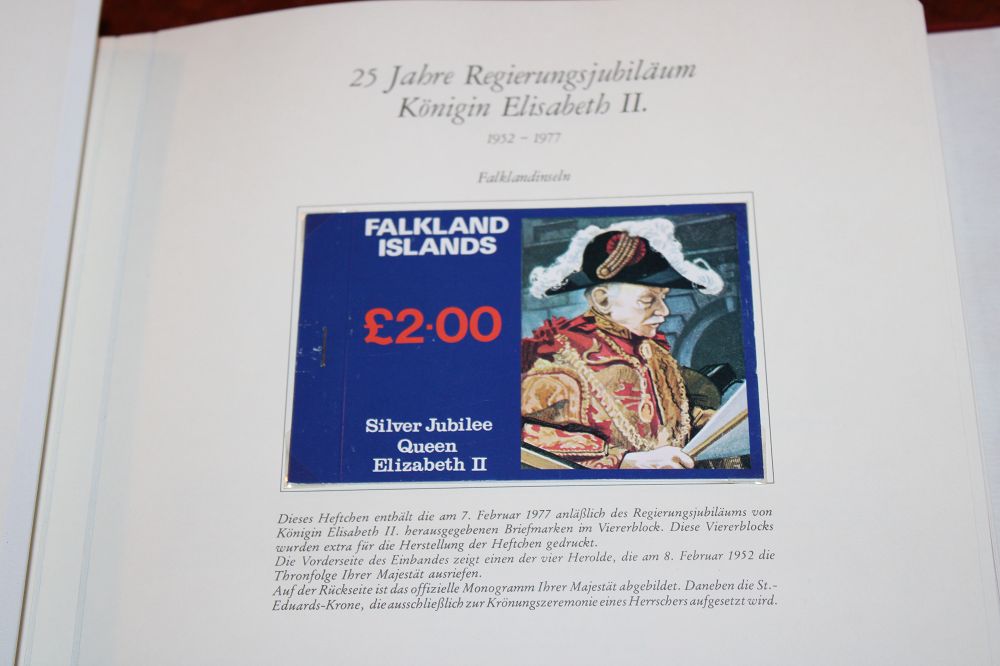 25 Jahre Regierungsjubiläum
Königin Elisabeth II.
1952 - 1977
Falklandinseln
FALKLAND
ISLANDS
£2·00
Silver Jubilee
Queen
Elizabeth II
Dieses Heftchen enthält die am 7. Februar 1977 anläßlich des Regierungsjubiläums von
Königin Elisabeth II. herausgegebenen Briefmarken im Viererblock. Diese Viererblocks
wurden extra für die Herstellung der Heftchen gedruckt.
Die Vorderseite des Einbandes zeigt einen der vier Herolde, die am 8. Februar 1952 die
Thronfolge Ihrer Majestät ausriefen.
Auf der Rückseite ist das offizielle Monogramm Ihrer Majestät abgebildet. Daneben die St.-
Eduards-Krone, die ausschließlich zur Krönungszeremonie eines Herrschers aufgesetzt wird.